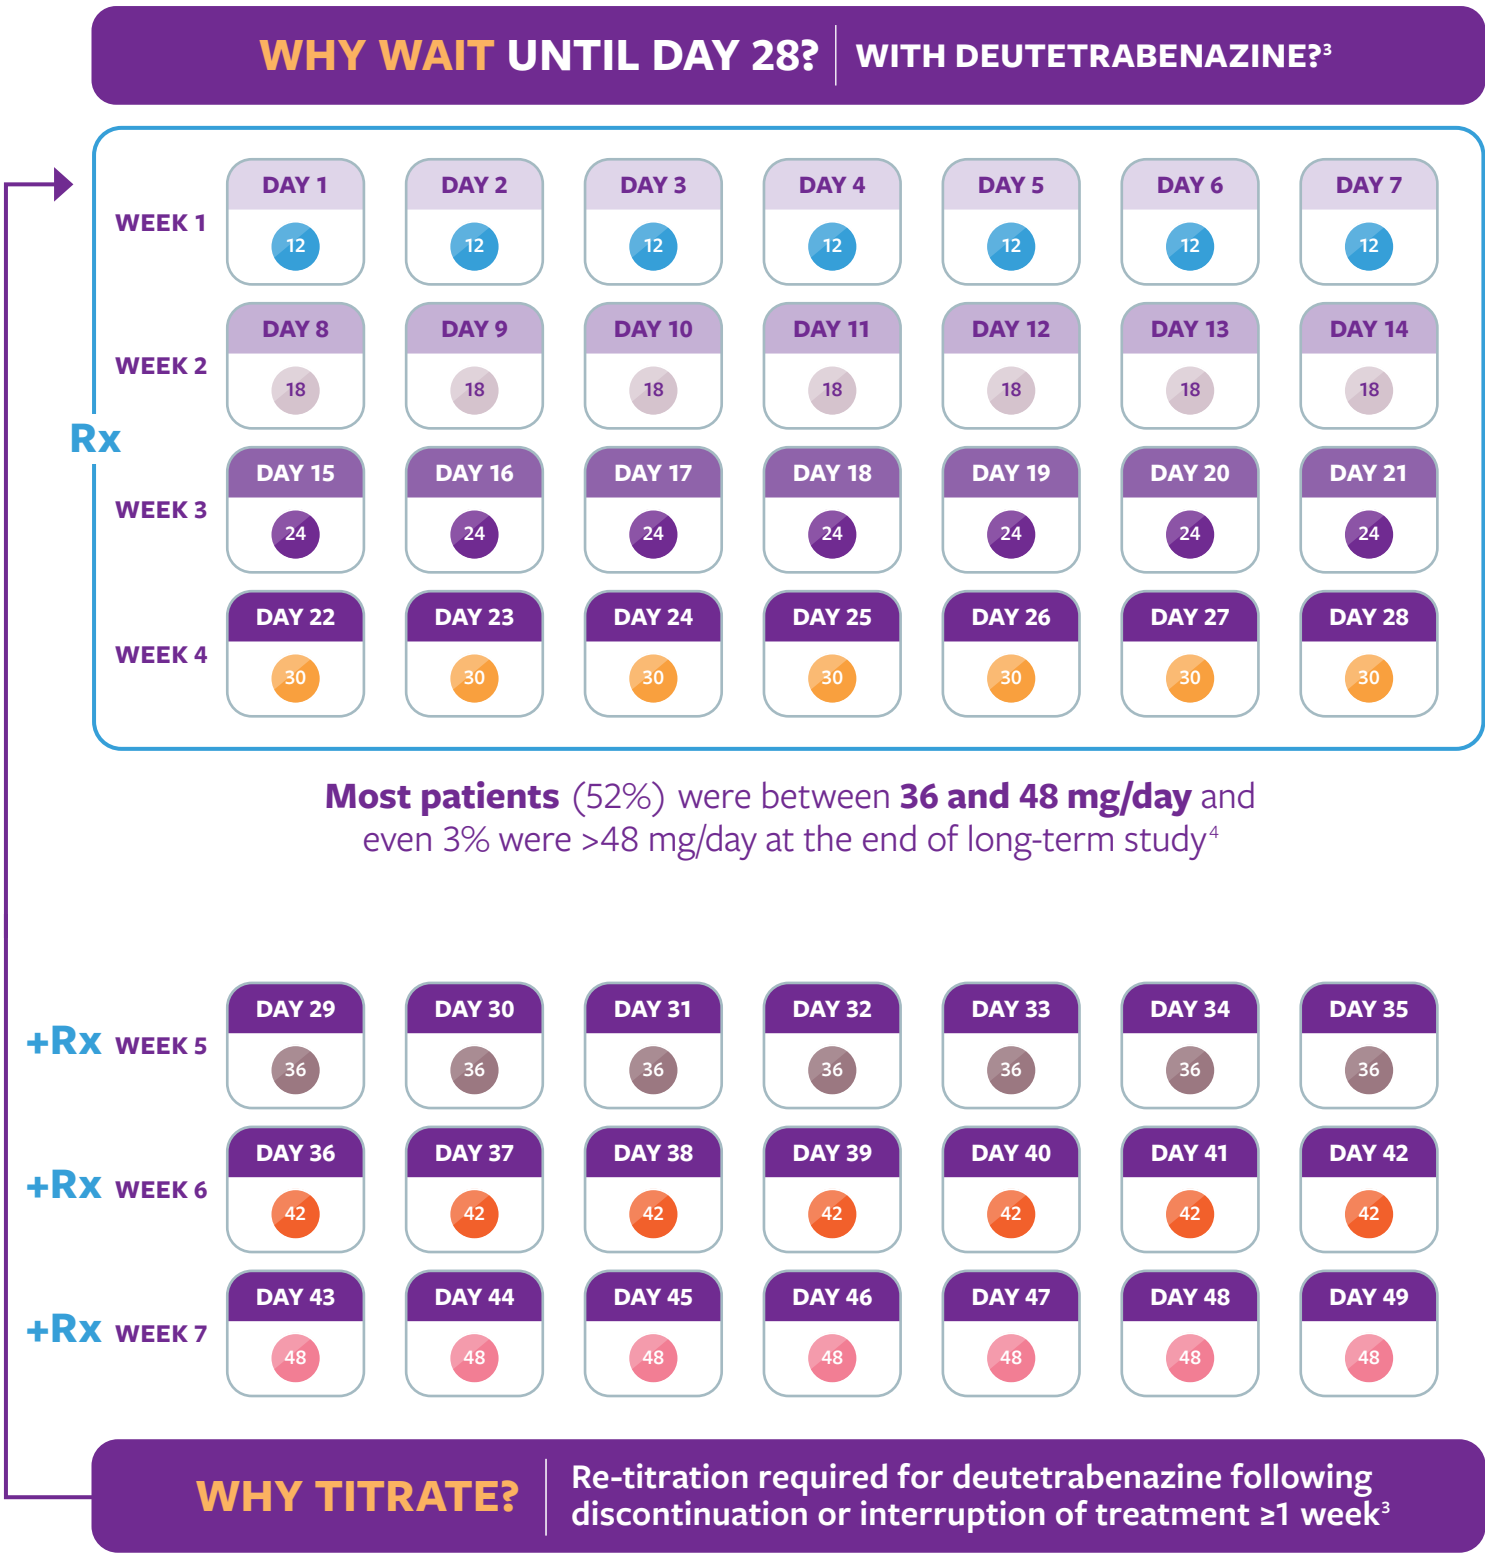 WHY WAIT UNTIL DAY 28? WITH DEUTETRABENAZINE?³
DAY 1 DAY 2 DAY 3 DAY 4 DAY 5 DAY 6 DAY 7
WEEK 1
12 12 12 12 12 12 12
DAY 8 DAY 9 DAY 10 DAY 11 DAY 12 DAY 13 DAY 14
WEEK 2
18 18 18 18 18 18 18
Rx
DAY 15 DAY 16 DAY 17 DAY 18 DAY 19 DAY 20 DAY 21
WEEK 3
24 24 24 24 24 24 24
DAY 22 DAY 23 DAY 24 DAY 25 DAY 26 DAY 27 DAY 28
WEEK 4
30 30 30 30 30 30 30
Most patients (52%) were between 36 and 48 mg/day and
even 3% were >48 mg/day at the end of long-term study⁴
DAY 29 DAY 30 DAY 31 DAY 32 DAY 33 DAY 34 DAY 35
+Rx WEEK 5
36 36 36 36 36 36 36
DAY 36 DAY 37 DAY 38 DAY 39 DAY 40 DAY 41 DAY 42
+Rx WEEK 6
42 42 42 42 42 42 42
DAY 43 DAY 44 DAY 45 DAY 46 DAY 47 DAY 48 DAY 49
+Rx WEEK 7
48 48 48 48 48 48 48
WHY TITRATE?
Re-titration required for deutetrabenazine following
discontinuation or interruption of treatment ≥1 week³